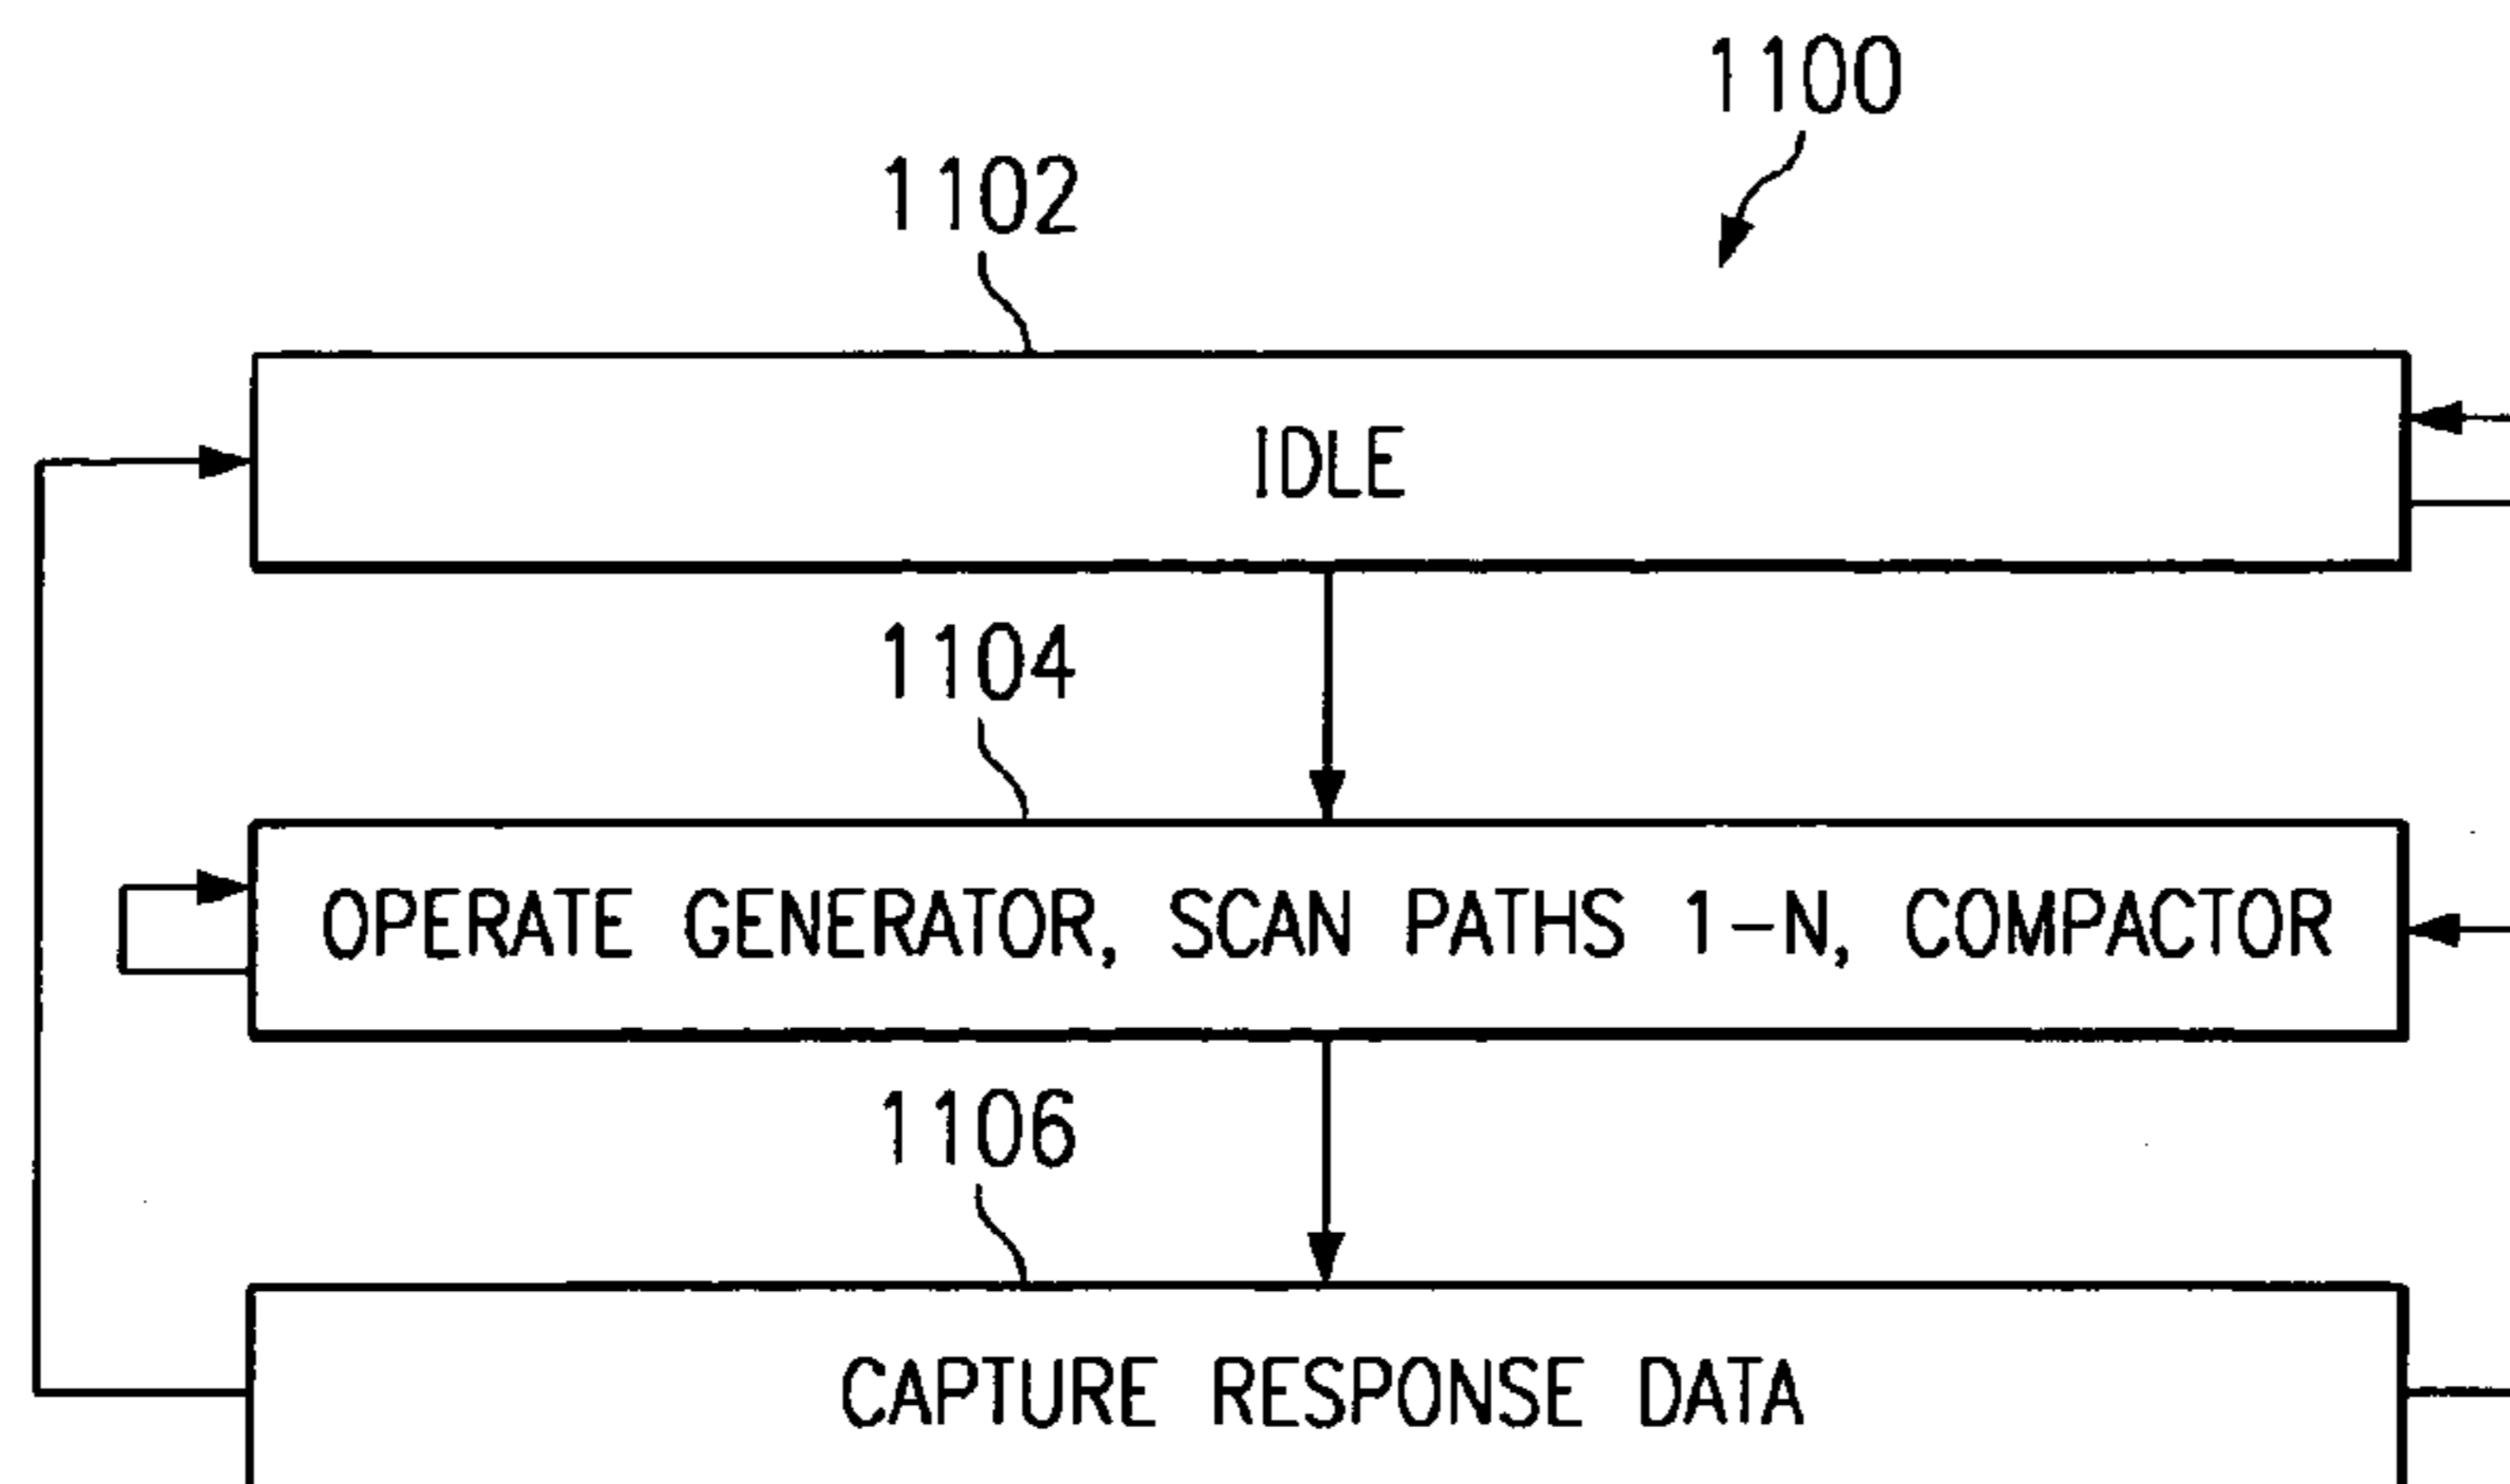 1100
1102
IDLE
1104
OPERATE GENERATOR, SCAN PATHS 1-N, COMPACTOR
1106
CAPTURE RESPONSE DATA